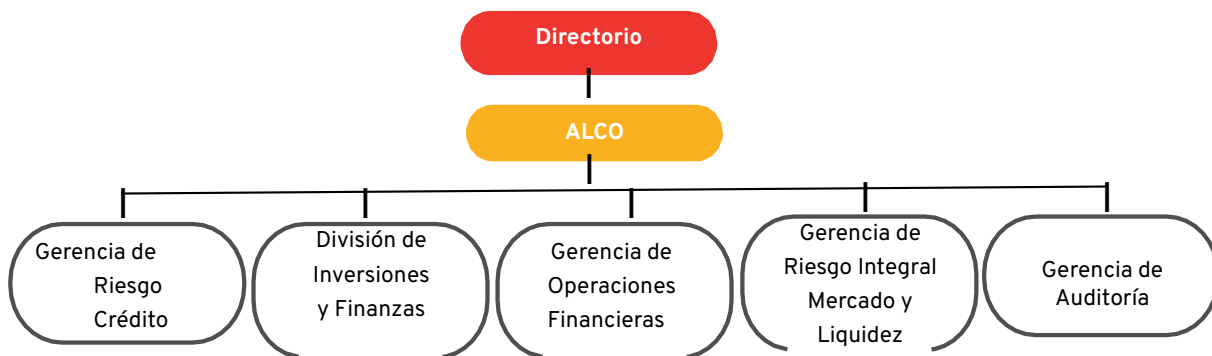 Directorio
ALCO
Gerencia de
Riesgo
Crédito
División de
Inversiones
y Finanzas
Gerencia de
Operaciones
Financieras
Gerencia de
Riesgo Integral
Mercado y
Liquidez
Gerencia de
Auditoría